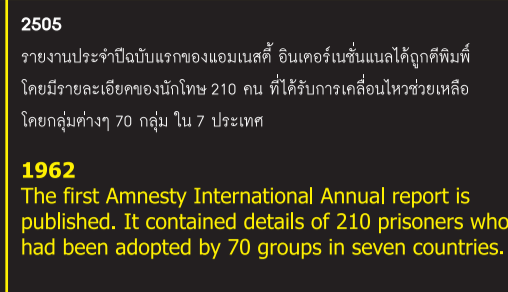 2505
รายงานประจำปีฉบับแรกของแอมเนสตี้ อินเตอร์เนชั่นแนลได้ถูกตีพิมพ์
โดยมีรายละเอียดของนักโทษ 210 คน ที่ได้รับการเคลื่อนไหวช่วยเหลือ
โดยกลุ่มต่างๆ 70 กลุ่ม ใน 7 ประเทศ
1962
The first Amnesty International Annual report is
published. It contained details of 210 prisoners who
had been adopted by 70 groups in seven countries.